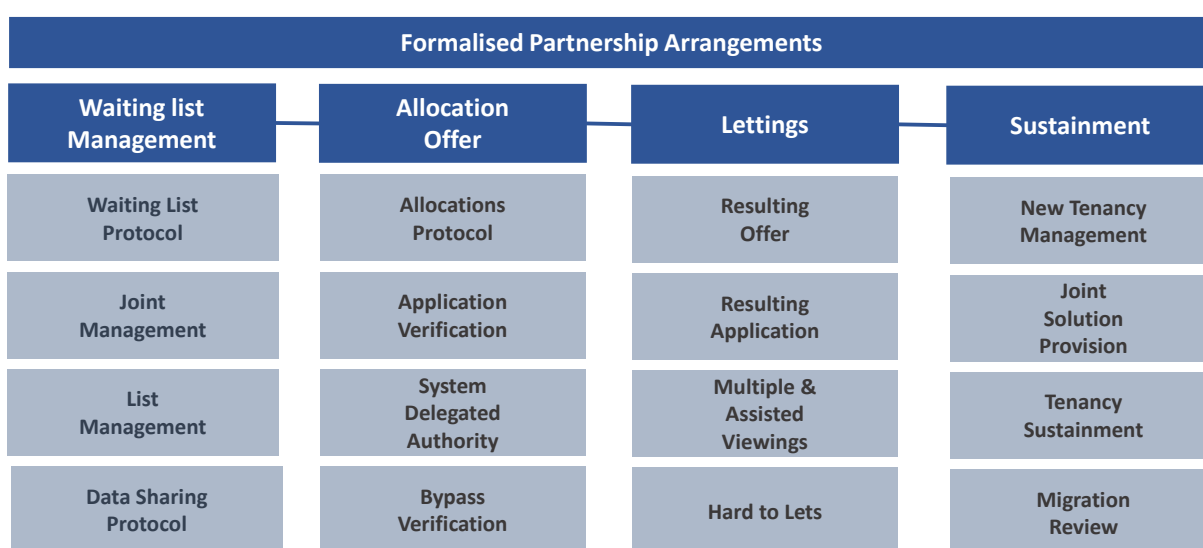 Formalised Partnership Arrangements
Waiting list
Management
Allocation
Offer
Lettings
Sustainment
Waiting List
Protocol
Allocations
Protocol
Resulting
Offer
New Tenancy
Management
Joint
Management
Application
Verification
Resulting
Application
Joint
Solution
Provision
List
Management
System
Delegated
Authority
Multiple &
Assisted
Viewings
Tenancy
Sustainment
Data Sharing
Protocol
Bypass
Verification
Hard to Lets
Migration
Review